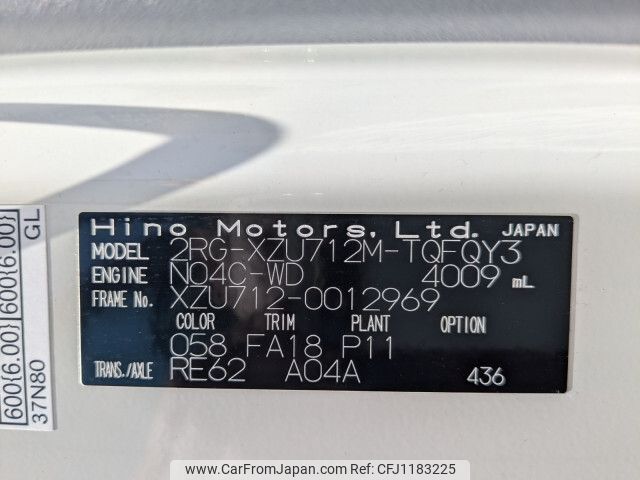 Hino Motors, Ltd. JAPAN
MODEL 2RG-XZU712M-TQFQY3
ENGINE N04C-WD 4009 mL
FRAME No. XZU712-0012969
COLOR TRIM PLANT OPTION
058 FA18 P11
TRANS./AXLE RE62 A04A 436
600{6.00} 600{6.00}
37N80 GL
www.CarFromJapan.com - Ref No: CFJ1183225